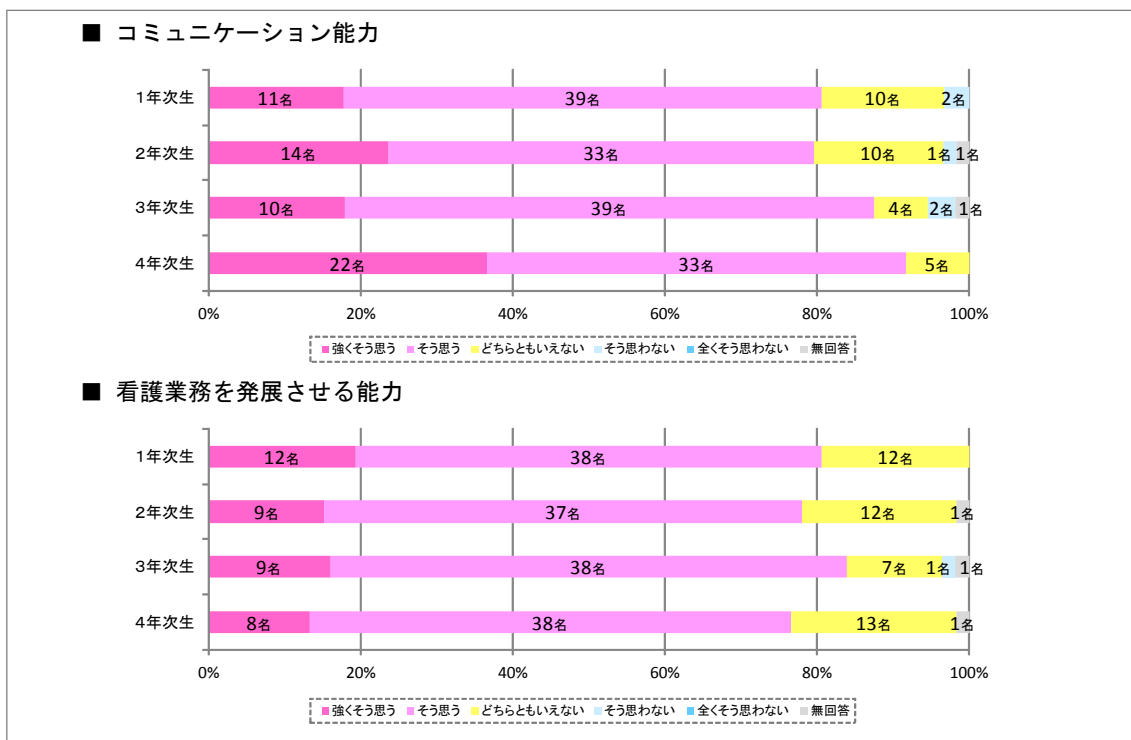 ■ コミュニケーション能力
1年次生 11名 39名 10名 2名
2年次生 14名 33名 10名 1名 1名
3年次生 10名 39名 4名 2名 1名
4年次生 22名 33名 5名
0% 20% 40% 60% 80% 100%
強くそう思う そう思う どちらともいえない そう思わない 全くそう思わない 無回答
■ 看護業務を発展させる能力
1年次生 12名 38名 12名
2年次生 9名 37名 12名 1名
3年次生 9名 38名 7名 1名 1名
4年次生 8名 38名 13名 1名
0% 20% 40% 60% 80% 100%
強くそう思う そう思う どちらともいえない そう思わない 全くそう思わない 無回答